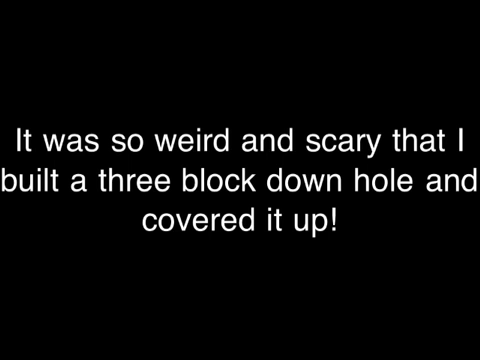 It was so weird and scary that I
built a three block down hole and
covered it up!